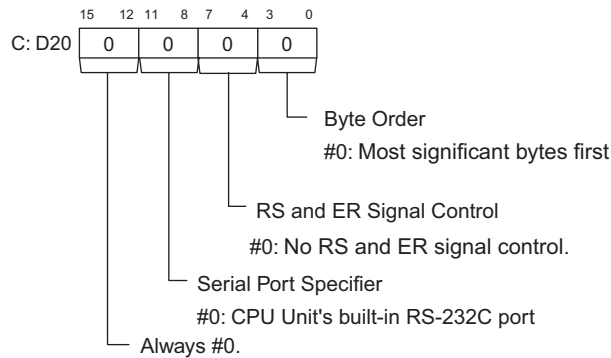 15 12 11 8 7 4 3 0
C: D20 0 0 0 0
Byte Order
#0: Most significant bytes first
RS and ER Signal Control
#0: No RS and ER signal control.
Serial Port Specifier
#0: CPU Unit's built-in RS-232C port
Always #0.